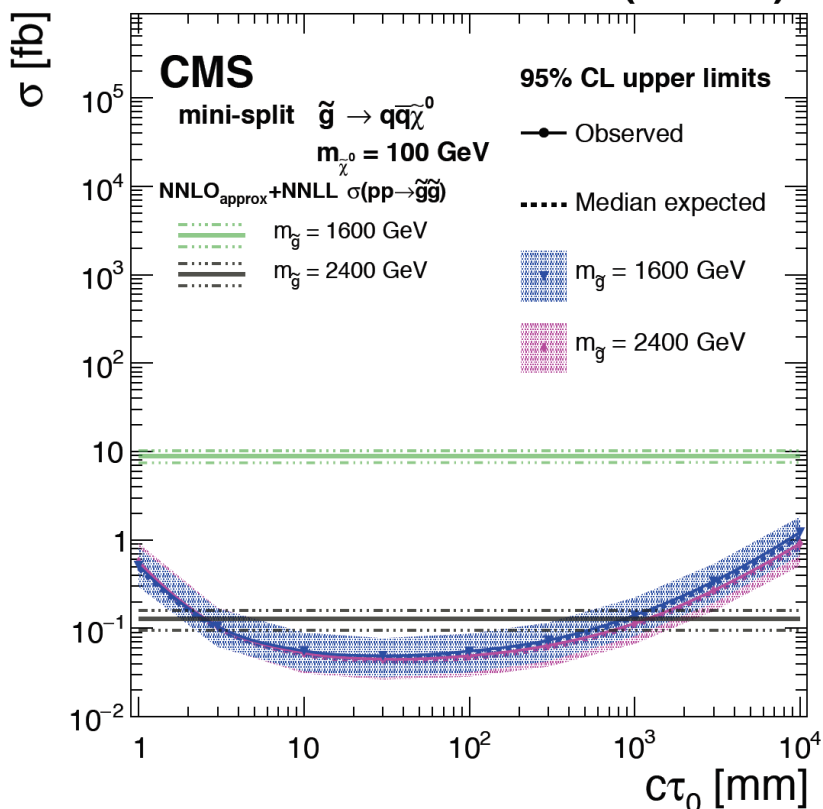 σ [fb]
CMS
mini-split g̃ → qq̅χ̃⁰
m_χ̃⁰ = 100 GeV
NNLO_approx+NNLL σ(pp→g̃g̃)
m_g̃ = 1600 GeV
m_g̃ = 2400 GeV
95% CL upper limits
Observed
Median expected
m_g̃ = 1600 GeV
m_g̃ = 2400 GeV
10⁵
10⁴
10³
10²
10
1
10⁻¹
10⁻²
1 10 10² 10³ 10⁴
cτ₀ [mm]